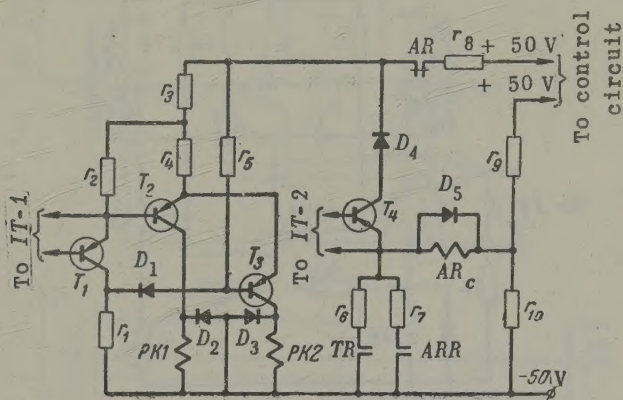 AR r₈ + 50 V
+ 50 V
To control
circuit
r₃
r₂ r₄ r₅
r₉
T₂ D₄
D₅
To IT-1
To IT-2
T₄
T₁ D₁ T₃
ARc
r₁ D₂ D₃ r₆ r₇ r₁₀
PK1 PK2 TR ARR
-50 V